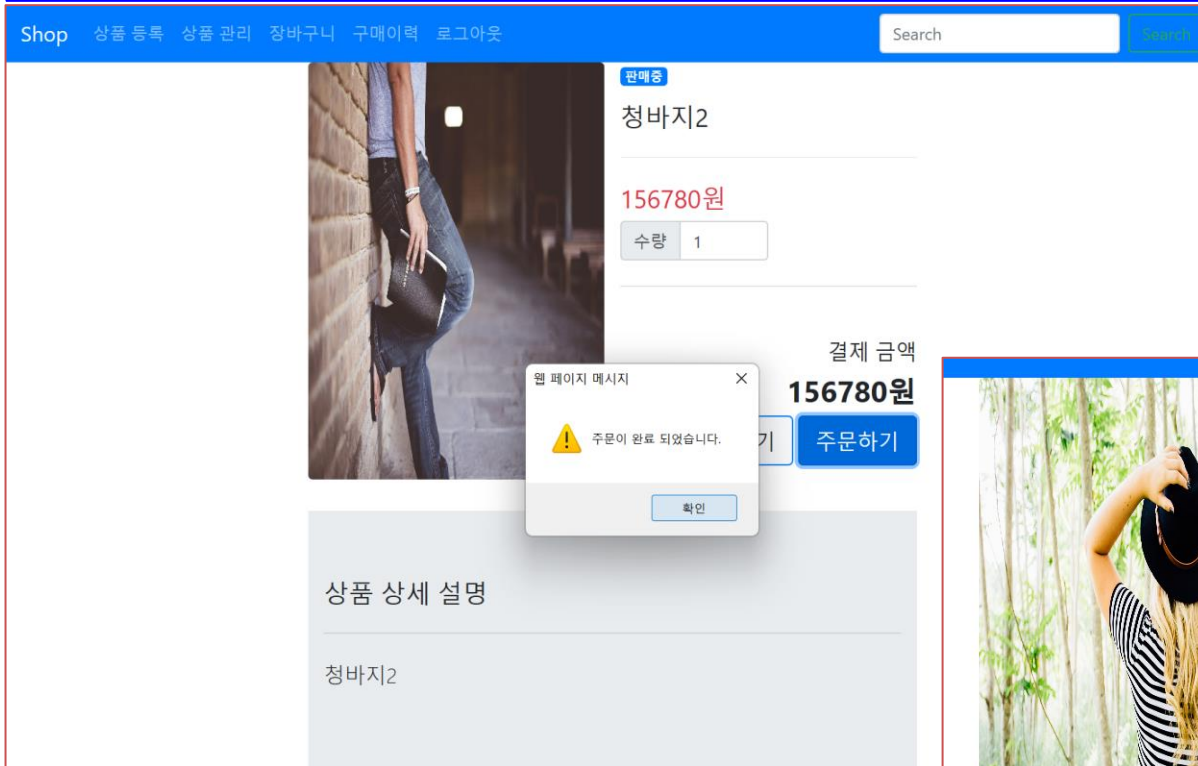 Shop 상품 등록 상품 관리 장바구니 구매이력 로그아웃 Search Search
판매중
청바지2
156780원
수량 1
결제 금액
156780원
기 주문하기
웹 페이지 메시지
주문이 완료 되었습니다.
확인
상품 상세 설명
청바지2